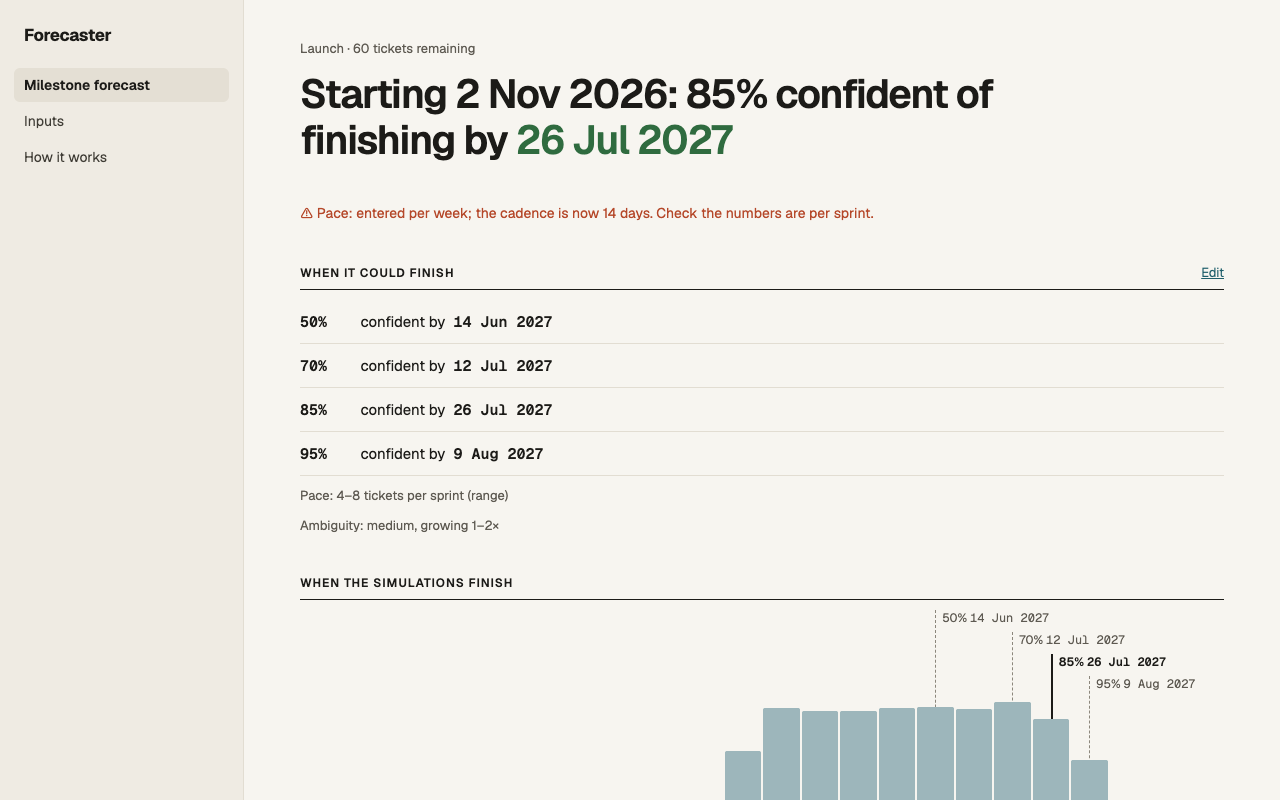 Forecaster
Milestone forecast
Inputs
How it works
Launch · 60 tickets remaining
Starting 2 Nov 2026: 85% confident of
finishing by 26 Jul 2027
⚠ Pace: entered per week; the cadence is now 14 days. Check the numbers are per sprint.
WHEN IT COULD FINISH
Edit
50% confident by 14 Jun 2027
70% confident by 12 Jul 2027
85% confident by 26 Jul 2027
95% confident by 9 Aug 2027
Pace: 4–8 tickets per sprint (range)
Ambiguity: medium, growing 1–2×
WHEN THE SIMULATIONS FINISH
50% 14 Jun 2027
70% 12 Jul 2027
85% 26 Jul 2027
95% 9 Aug 2027